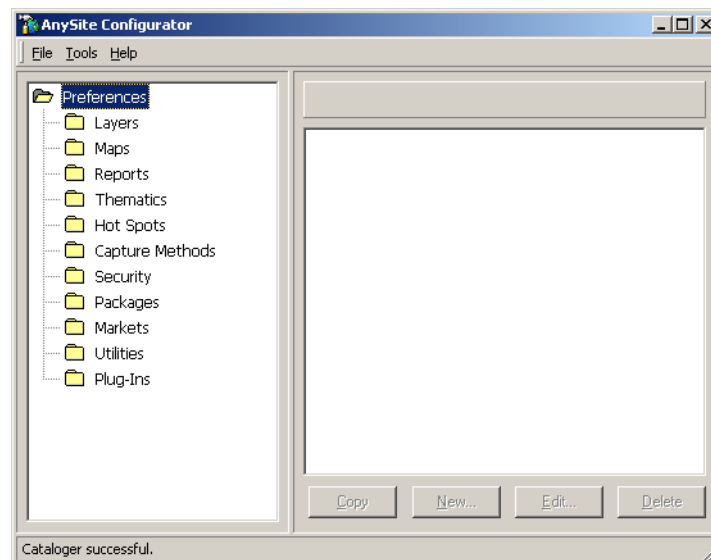 AnySite Configurator
File Tools Help
Preferences
Layers
Maps
Reports
Thematics
Hot Spots
Capture Methods
Security
Packages
Markets
Utilities
Plug-Ins
Copy New... Edit... Delete
Cataloger successful.